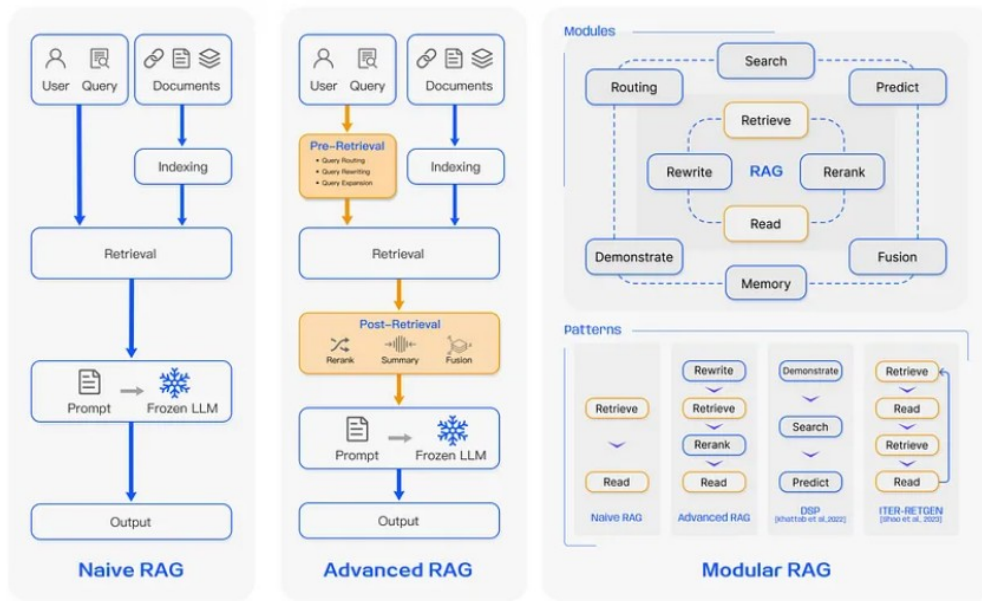 User Query
Documents
Indexing
Retrieval
Prompt
Frozen LLM
Output
Naive RAG
User Query
Documents
Pre-Retrieval
• Query Routing
• Query Rewriting
• Query Expansion
Indexing
Retrieval
Post-Retrieval
Rerank
Summary
Fusion
Prompt
Frozen LLM
Output
Advanced RAG
Modules
Search
Routing
Predict
Retrieve
Rewrite
RAG
Rerank
Read
Demonstrate
Fusion
Memory
Patterns
Retrieve
Read
Naive RAG
Rewrite
Retrieve
Rerank
Read
Advanced RAG
Demonstrate
Search
Predict
DSP
[Khattab et al., 2022]
Retrieve
Read
Retrieve
Read
ITER-RETGEN
[Shao et al., 2023]
Modular RAG